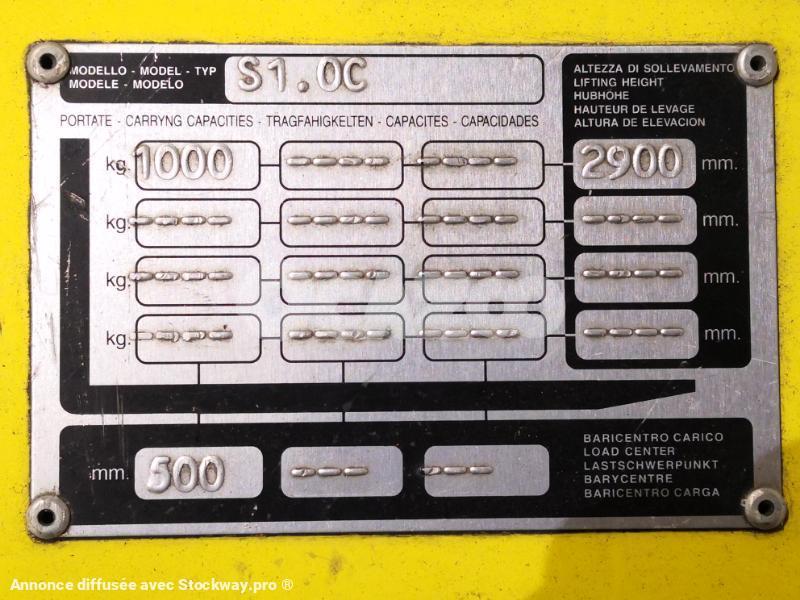 MODELLO - MODEL - TYP
MODELE - MODELO
S1.0C
ALTEZZA DI SOLLEVAMENTO
LIFTING HEIGHT
HUBHÖHE
HAUTEUR DE LEVAGE
ALTURA DE ELEVACION
PORTATE - CARRYNG CAPACITIES - TRAGFAHIGKELTEN - CAPACITES - CAPACIDADES
kg. 1000 ---- ---- 2900 mm.
kg. ---- ---- ---- ---- mm.
kg. ---- ---- ---- ---- mm.
kg. ---- ---- ---- ---- mm.
mm. 500 --- ---
BARICENTRO CARICO
LOAD CENTER
LASTSCHWERPUNKT
BARYCENTRE
BARICENTRO CARGA
Annonce diffusée avec Stockway.pro ®